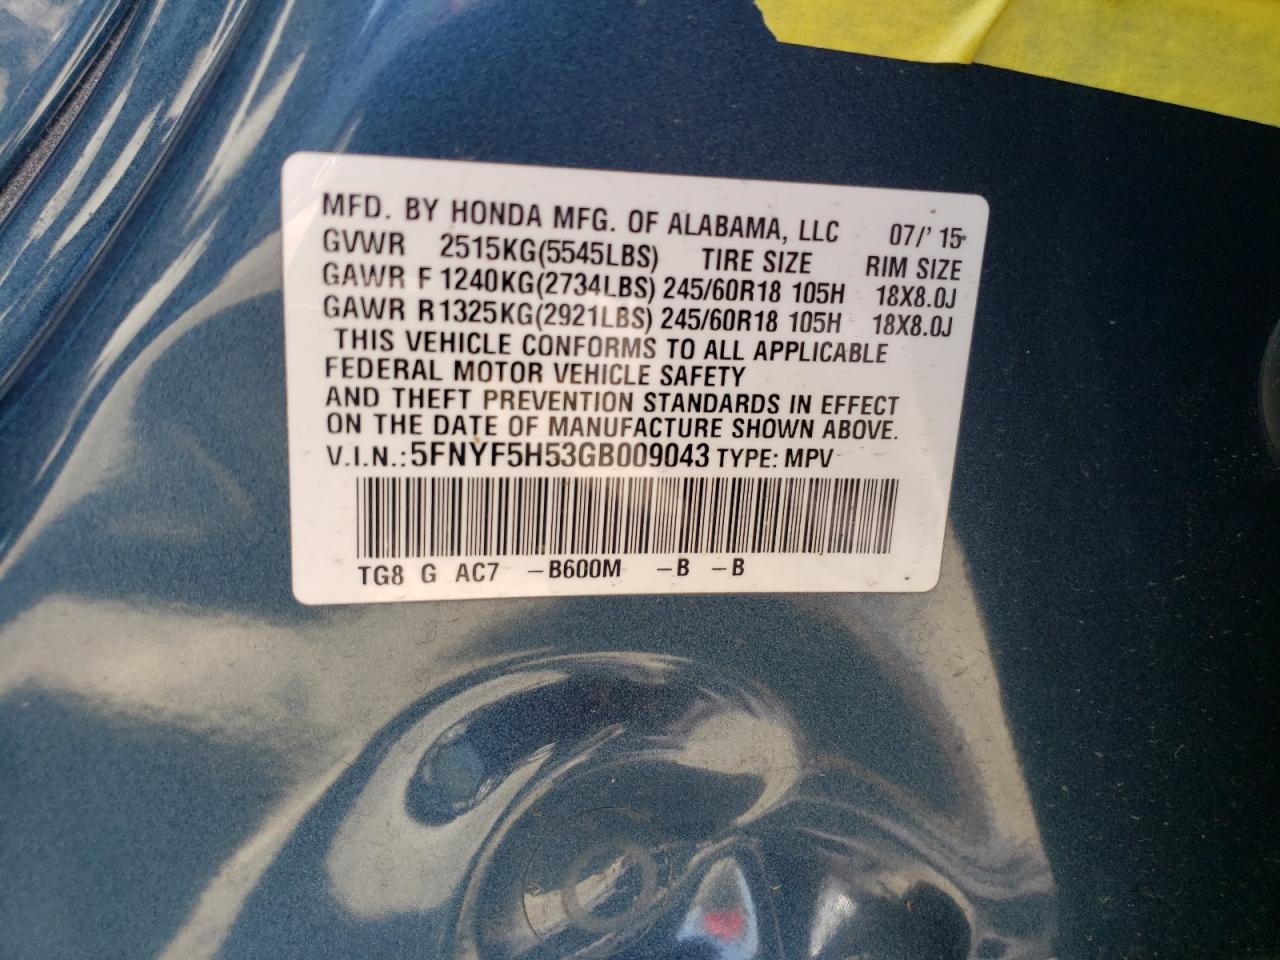 MFD. BY HONDA MFG. OF ALABAMA, LLC 07/' 15
GVWR 2515KG(5545LBS) TIRE SIZE RIM SIZE
GAWR F 1240KG(2734LBS) 245/60R18 105H 18X8.0J
GAWR R 1325KG(2921LBS) 245/60R18 105H 18X8.0J
THIS VEHICLE CONFORMS TO ALL APPLICABLE
FEDERAL MOTOR VEHICLE SAFETY
AND THEFT PREVENTION STANDARDS IN EFFECT
ON THE DATE OF MANUFACTURE SHOWN ABOVE.
V.I.N.: 5FNYF5H53GB009043 TYPE: MPV
TG8 G AC7 -B600M -B -B